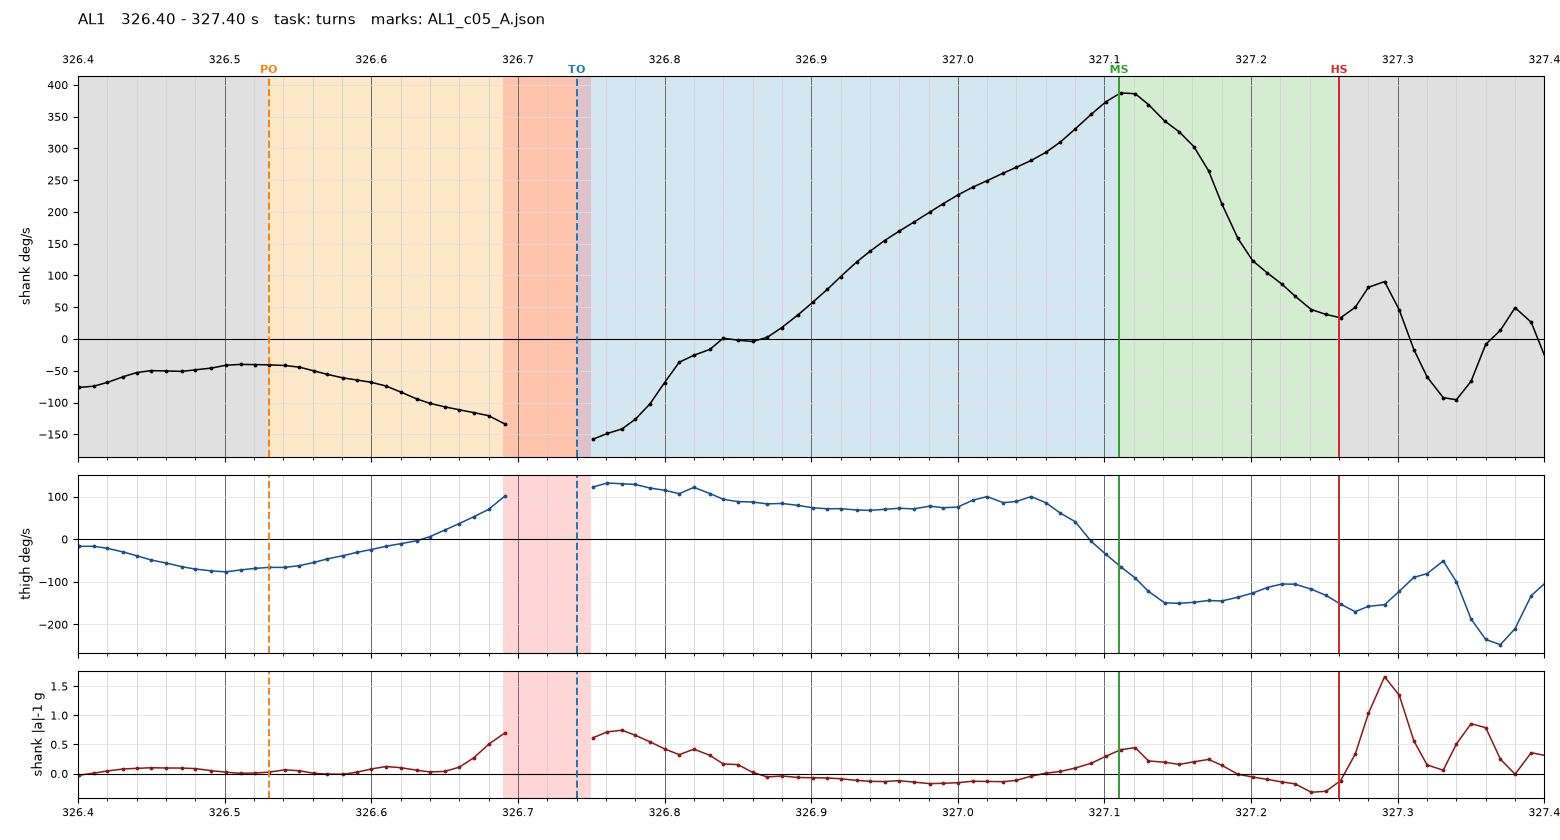 AL1   326.40 - 327.40 s   task: turns   marks: AL1_c05_A.json
326.4 326.5 326.6 326.7 326.8 326.9 327.0 327.1 327.2 327.3 327.4
PO TO MS HS
shank deg/s
400
350
300
250
200
150
100
50
0
−50
−100
−150
thigh deg/s
100
0
−100
−200
shank |a|-1 g
1.5
1.0
0.5
0.0
326.4 326.5 326.6 326.7 326.8 326.9 327.0 327.1 327.2 327.3 327.4